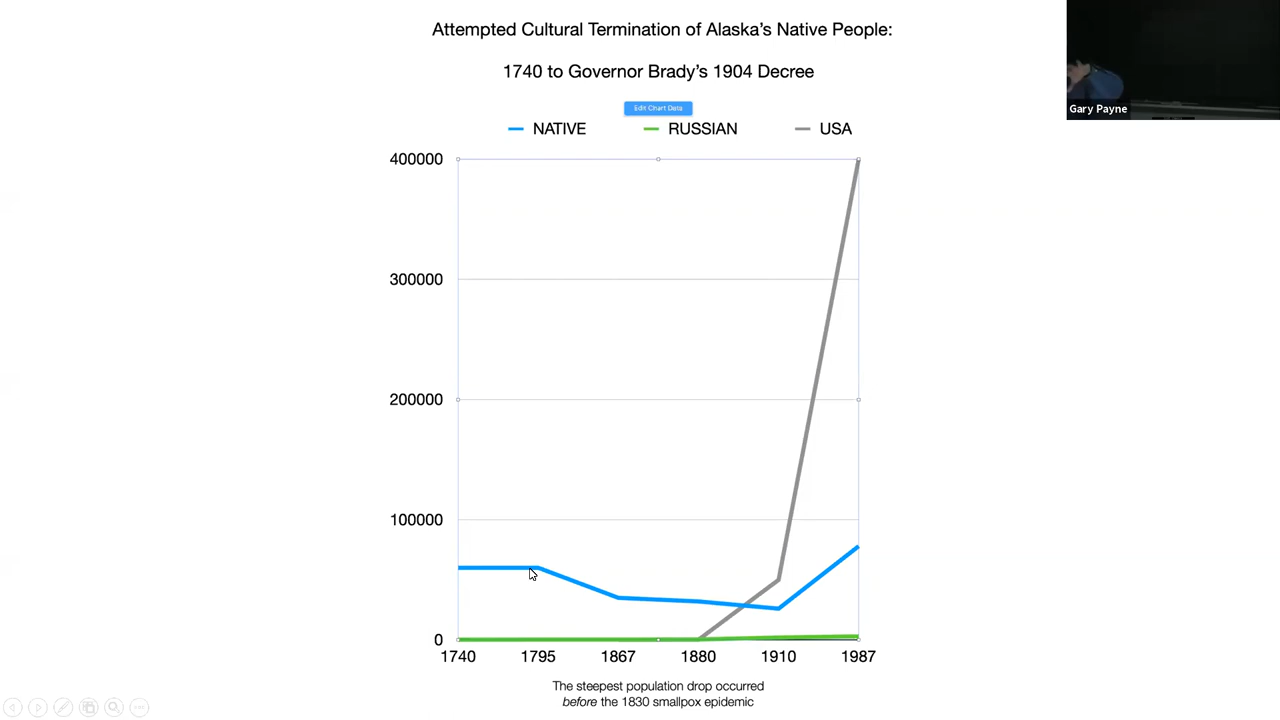 Attempted Cultural Termination of Alaska's Native People:
1740 to Governor Brady's 1904 Decree
Edit Chart Data
NATIVE RUSSIAN USA
400000
300000
200000
100000
0
1740 1795 1867 1880 1910 1987
The steepest population drop occurred
before the 1830 smallpox epidemic
Gary Payne